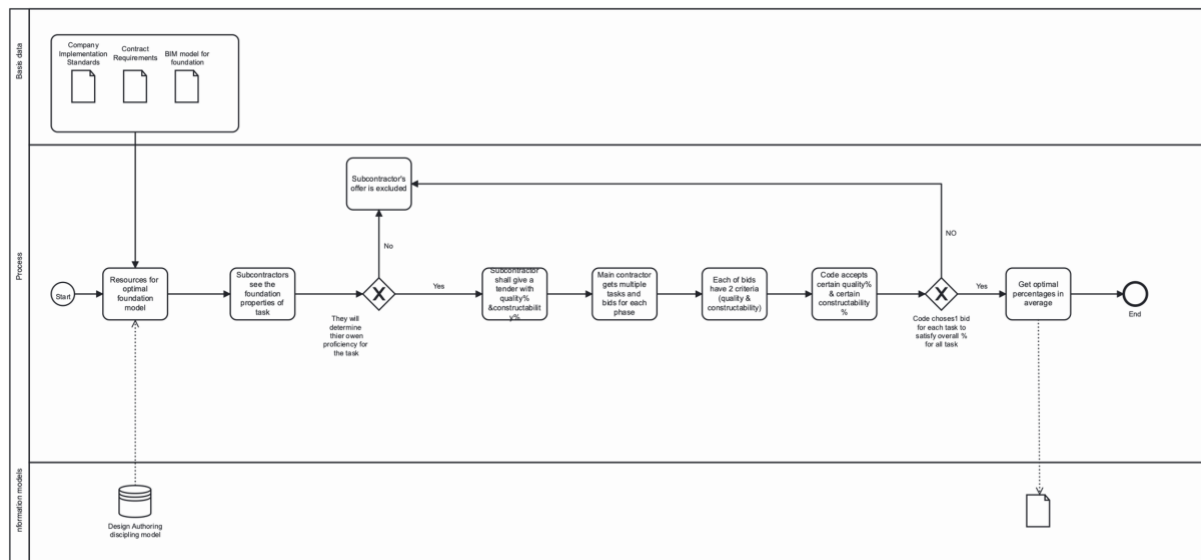 Basis data
Company
Implementation
Standards
Contract
Requirements
BIM model for
foundation
Process
Subcontractor's
offer is excluded
No
NO
Start
Resources for
optimal
foundation
model
Subcontractors
see the
foundation
properties of
task
They will
determine
thier owen
proficiency for
the task
Yes
Subcontractor
shall give a
tender with
quality%
&constructabilit
y%
Main contractor
gets multiple
tasks and
bids for each
phase
Each of bids
have 2 criteria
(quality &
constructability)
Code accepts
certain quality%
& certain
constructability
%
Code choses1 bid
for each task to
satisfy overall %
for all task
Yes
Get optimal
percentages in
average
End
nformation models
Design Authoring
discipling model